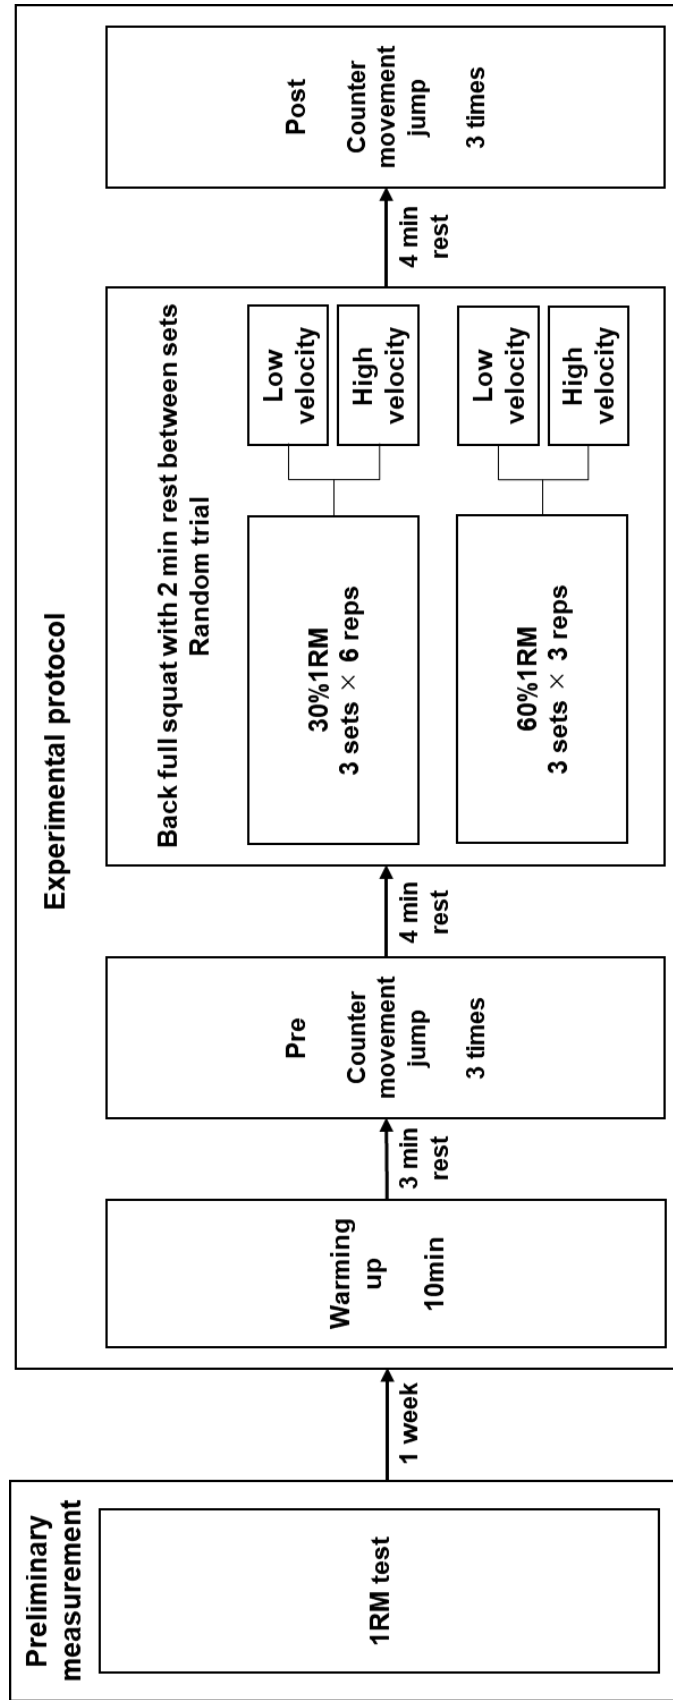 Preliminary
measurement
1RM test
1 week
Experimental protocol
Warming
up
10min
3 min
rest
Pre
Counter
movement
jump
3 times
4 min
rest
Back full squat with 2 min rest between sets
Random trial
30%1RM
3 sets × 6 reps
Low
velocity
High
velocity
60%1RM
3 sets × 3 reps
Low
velocity
High
velocity
4 min
rest
Post
Counter
movement
jump
3 times